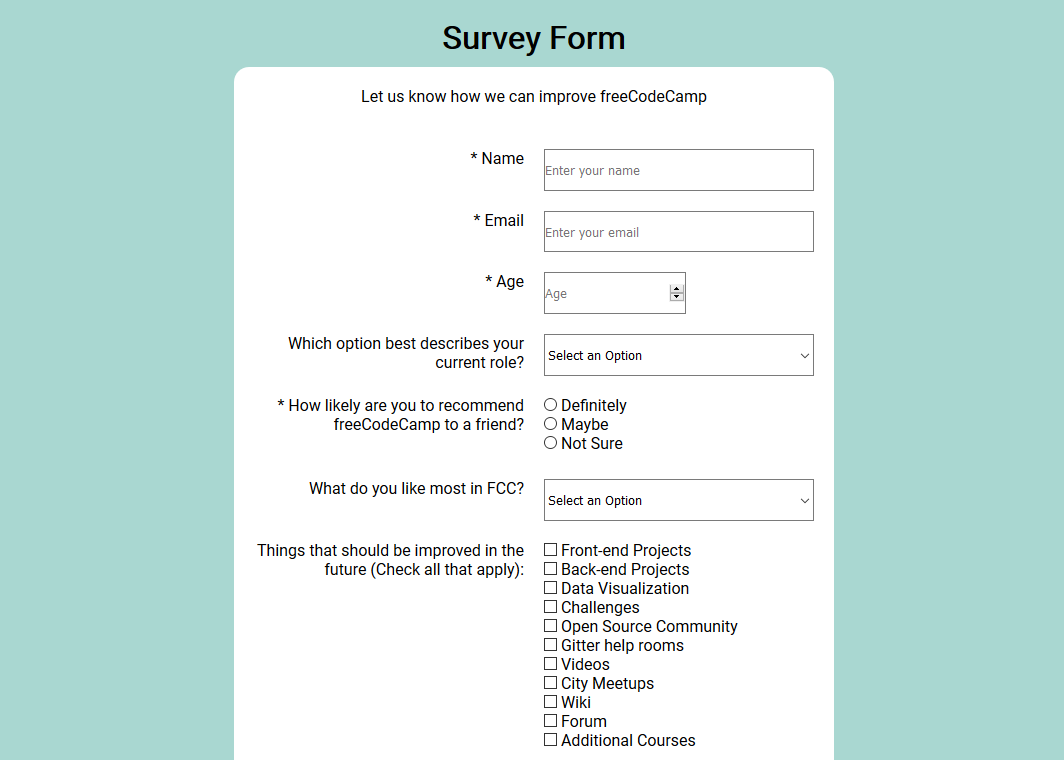 Survey Form
Let us know how we can improve freeCodeCamp
* Name
Enter your name
* Email
Enter your email
* Age
Age
Which option best describes your
current role?
Select an Option
* How likely are you to recommend
freeCodeCamp to a friend?
Definitely
Maybe
Not Sure
What do you like most in FCC?
Select an Option
Things that should be improved in the
future (Check all that apply):
Front-end Projects
Back-end Projects
Data Visualization
Challenges
Open Source Community
Gitter help rooms
Videos
City Meetups
Wiki
Forum
Additional Courses